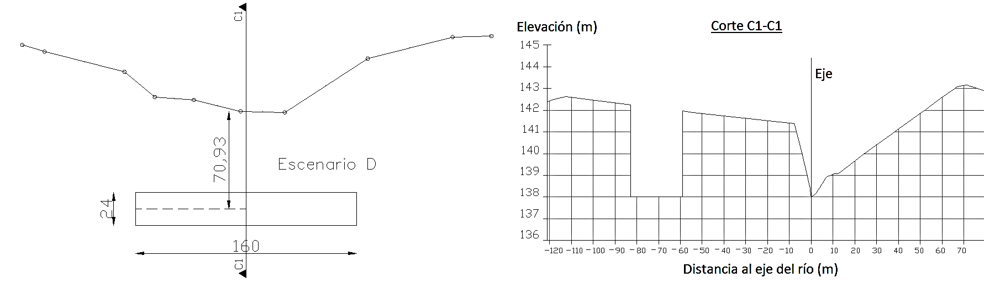 C1
70,93
Escenario D
24
160
C1
Elevación (m)
Corte C1-C1
145
144
143
142
141
140
139
138
137
136
Eje
-120 -110 -100 -90 -80 -70 -60 -50 -40 -30 -20 -10 0 10 20 30 40 50 60 70
Distancia al eje del río (m)